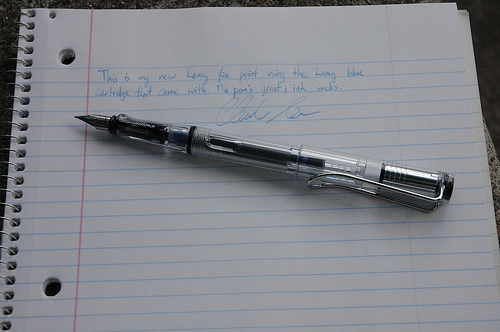 "This is my new Lamy fine point using the Lamy blue
cartridge that came with. The pen's great; ink sucks.